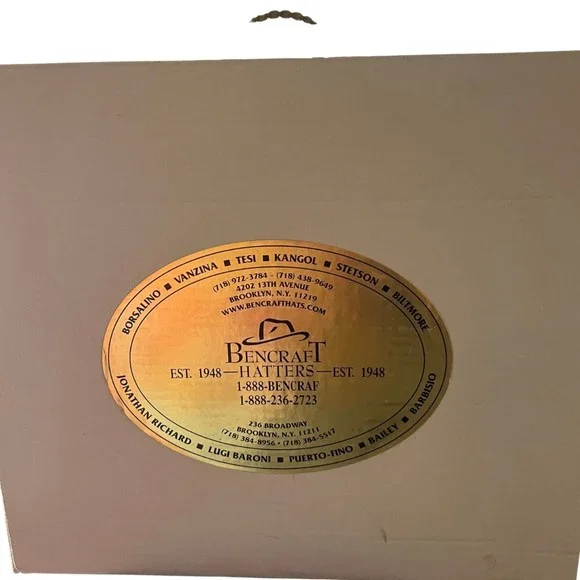 BORSALINO ■ VANZINA ■ TESI ■ KANGOL ■ STETSON ■ BILTMORE
(718) 972-3784 - (718) 438-9649
4202 13TH AVENUE
BROOKLYN, N.Y. 11219
WWW.BENCRAFTHATS.COM
BENCRAFT
EST. 1948—HATTERS—EST. 1948
1-888-BENCRAF
1-888-236-2723
236 BROADWAY
BROOKLYN, N.Y. 11211
(718) 384-8956 • (718) 384-5517
JONATHAN RICHARD ■ LUGI BARONI ■ PUERTO-FINO ■ BAILEY ■ BARBISIO